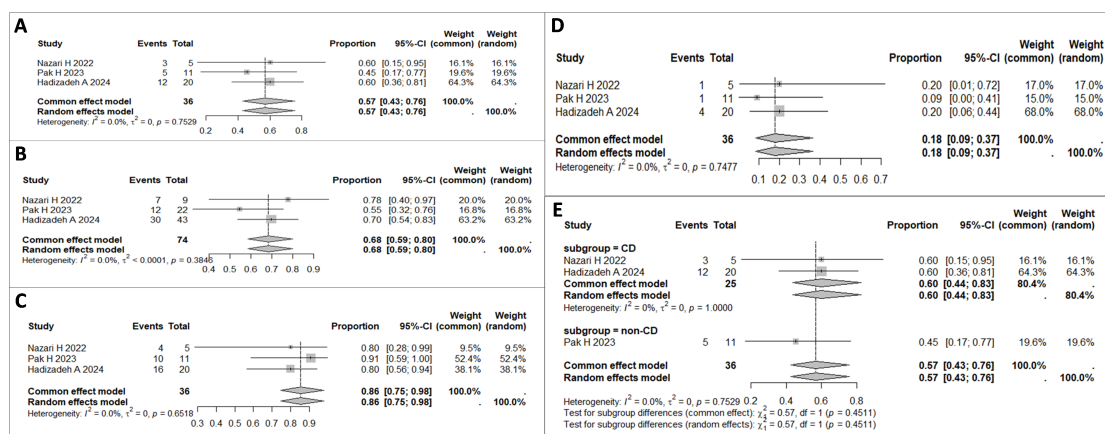 A
Weight Weight
Study Events Total Proportion 95%-CI (common) (random)
Nazari H 2022 3 5 0.60 [0.15; 0.95] 16.1% 16.1%
Pak H 2023 5 11 0.45 [0.17; 0.77] 19.6% 19.6%
Hadizadeh A 2024 12 20 0.60 [0.36; 0.81] 64.3% 64.3%
Common effect model 36 0.57 [0.43; 0.76] 100.0% .
Random effects model 0.57 [0.43; 0.76] . 100.0%
Heterogeneity: I² = 0.0%, τ² = 0, p = 0.7529
0.2 0.4 0.6 0.8
B
Weight Weight
Study Events Total Proportion 95%-CI (common) (random)
Nazari H 2022 7 9 0.78 [0.40; 0.97] 20.0% 20.0%
Pak H 2023 12 22 0.55 [0.32; 0.76] 16.8% 16.8%
Hadizadeh A 2024 30 43 0.70 [0.54; 0.83] 63.2% 63.2%
Common effect model 74 0.68 [0.59; 0.80] 100.0% .
Random effects model 0.68 [0.59; 0.80] . 100.0%
Heterogeneity: I² = 0.0%, τ² < 0.0001, p = 0.3846
0.4 0.5 0.6 0.7 0.8 0.9
C
Weight Weight
Study Events Total Proportion 95%-CI (common) (random)
Nazari H 2022 4 5 0.80 [0.28; 0.99] 9.5% 9.5%
Pak H 2023 10 11 0.91 [0.59; 1.00] 52.4% 52.4%
Hadizadeh A 2024 16 20 0.80 [0.56; 0.94] 38.1% 38.1%
Common effect model 36 0.86 [0.75; 0.98] 100.0% .
Random effects model 0.86 [0.75; 0.98] . 100.0%
Heterogeneity: I² = 0.0%, τ² = 0, p = 0.6518
0.3 0.4 0.5 0.6 0.7 0.8 0.9
D
Weight Weight
Study Events Total Proportion 95%-CI (common) (random)
Nazari H 2022 1 5 0.20 [0.01; 0.72] 17.0% 17.0%
Pak H 2023 1 11 0.09 [0.00; 0.41] 15.0% 15.0%
Hadizadeh A 2024 4 20 0.20 [0.06; 0.44] 68.0% 68.0%
Common effect model 36 0.18 [0.09; 0.37] 100.0% .
Random effects model 0.18 [0.09; 0.37] . 100.0%
Heterogeneity: I² = 0.0%, τ² = 0, p = 0.7477
0.1 0.2 0.3 0.4 0.5 0.6 0.7
E
Weight Weight
Study Events Total Proportion 95%-CI (common) (random)
subgroup = CD
Nazari H 2022 3 5 0.60 [0.15; 0.95] 16.1% 16.1%
Hadizadeh A 2024 12 20 0.60 [0.36; 0.81] 64.3% 64.3%
Common effect model 25 0.60 [0.44; 0.83] 80.4% .
Random effects model 0.60 [0.44; 0.83] . 80.4%
Heterogeneity: I² = 0%, τ² = 0, p = 1.0000
subgroup = non-CD
Pak H 2023 5 11 0.45 [0.17; 0.77] 19.6% 19.6%
Common effect model 36 0.57 [0.43; 0.76] 100.0% .
Random effects model 0.57 [0.43; 0.76] . 100.0%
Heterogeneity: I² = 0.0%, τ² = 0, p = 0.7529
0.2 0.4 0.6 0.8
Test for subgroup differences (common effect): χ²₁ = 0.57, df = 1 (p = 0.4511)
Test for subgroup differences (random effects): χ²₁ = 0.57, df = 1 (p = 0.4511)